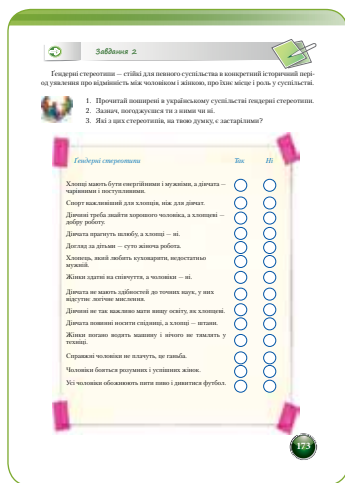 Завдання 2
Ґендерні стереотипи — стійкі для певного суспільства в конкретний історичний пері-
од уявлення про відмінність між чоловіком і жінкою, про їхнє місце і роль у суспільстві.
1. Прочитай поширені в українському суспільстві ґендерні стереотипи.
2. Зазнач, погоджуєшся ти з ними чи ні.
3. Які з цих стереотипів, на твою думку, є застарілими?
Ґендерні стереотипи Так Ні
Хлопці мають бути енергійними і мужніми, а дівчата —
чарівними і поступливими.
Спорт важливіший для хлопців, ніж для дівчат.
Дівчині треба знайти хорошого чоловіка, а хлопцеві —
добру роботу.
Дівчата прагнуть шлюбу, а хлопці — ні.
Догляд за дітьми — суто жіноча робота.
Хлопець, який любить куховарити, недостатньо
мужній.
Жінки здатні на співчуття, а чоловіки — ні.
Дівчата не мають здібностей до точних наук, у них
відсутнє логічне мислення.
Дівчині не так важливо мати вищу освіту, як хлопцеві.
Дівчата повинні носити спідниці, а хлопці — штани.
Жінки погано водять машину і нічого не тямлять у
техніці.
Справжні чоловіки не плачуть, це ганьба.
Чоловіки бояться розумних і успішних жінок.
Усі чоловіки обожнюють пити пиво і дивитися футбол.
173